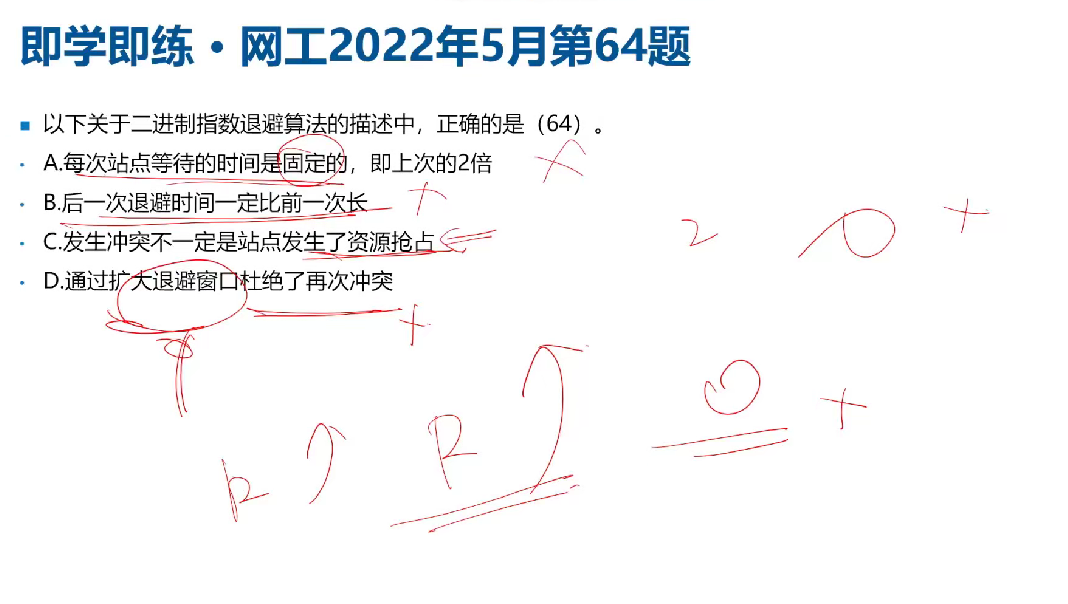 即学即练·网工2022年5月第64题
以下关于二进制指数退避算法的描述中，正确的是（64）。
A.每次站点等待的时间是固定的，即上次的2倍
B.后一次退避时间一定比前一次长
C.发生冲突不一定是站点发生了资源抢占
D.通过扩大退避窗口杜绝了再次冲突
2
R
R